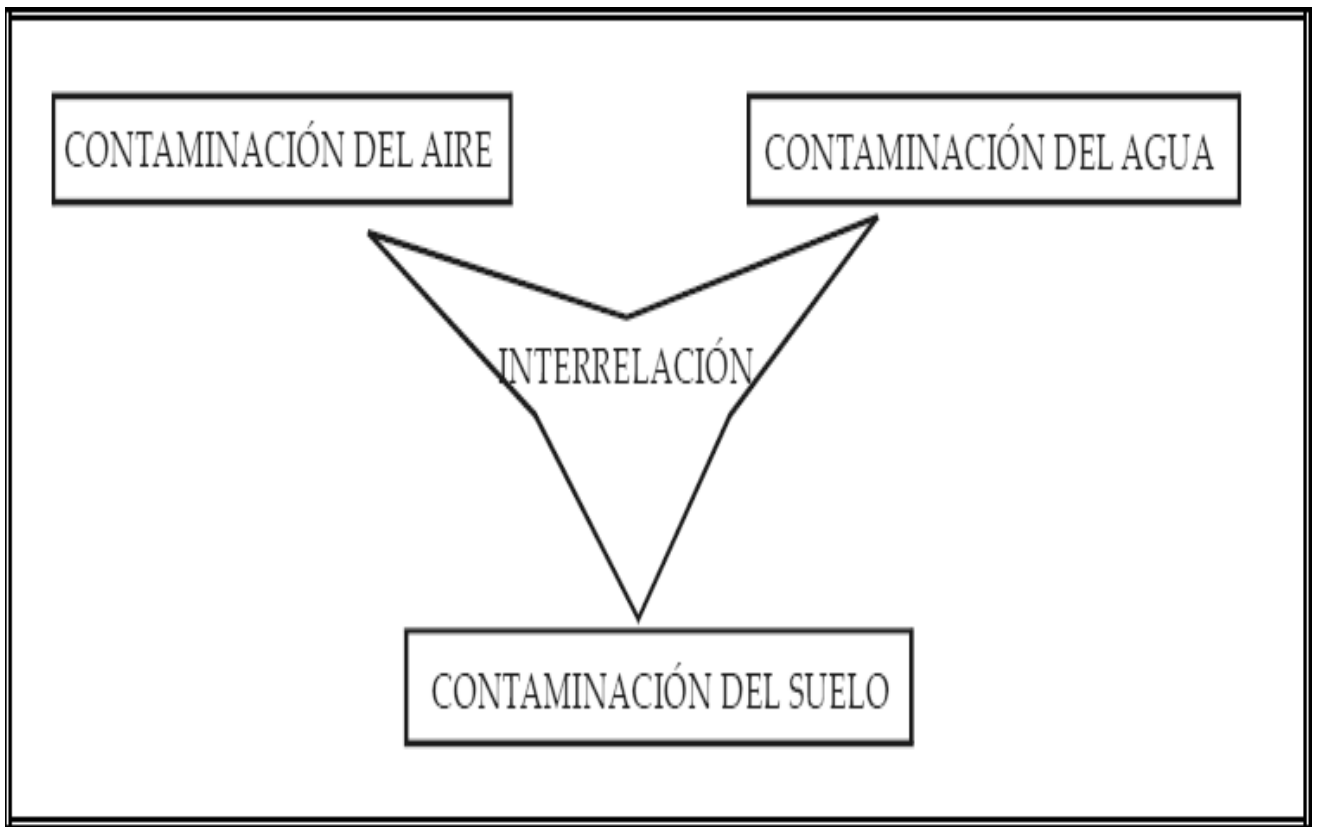 CONTAMINACIÓN DEL AIRE
CONTAMINACIÓN DEL AGUA
INTERRELACIÓN
CONTAMINACIÓN DEL SUELO